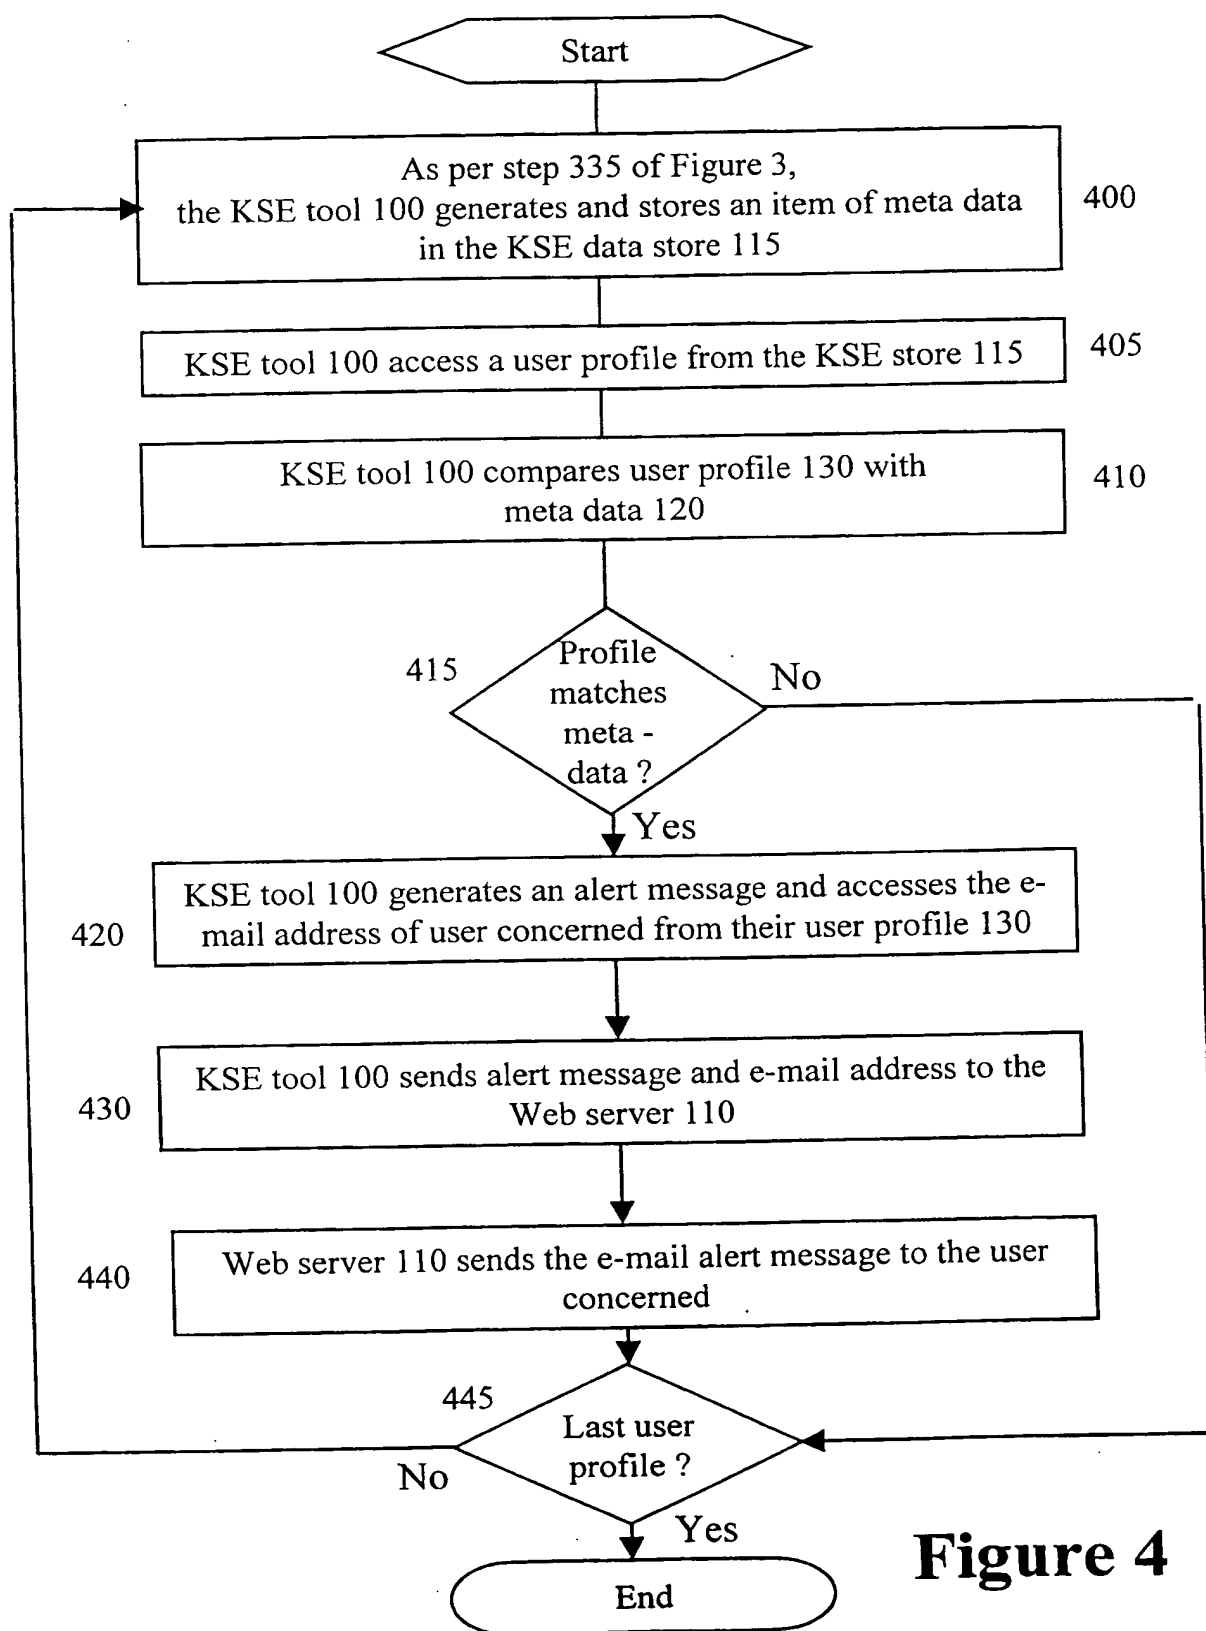 Start
As per step 335 of Figure 3,
the KSE tool 100 generates and stores an item of meta data
in the KSE data store 115
400
KSE tool 100 access a user profile from the KSE store 115
405
KSE tool 100 compares user profile 130 with
meta data 120
410
415
Profile
matches
meta -
data ?
No
Yes
KSE tool 100 generates an alert message and accesses the e-
mail address of user concerned from their user profile 130
420
KSE tool 100 sends alert message and e-mail address to the
Web server 110
430
Web server 110 sends the e-mail alert message to the user
concerned
440
445
Last user
profile ?
No
Yes
End
Figure 4